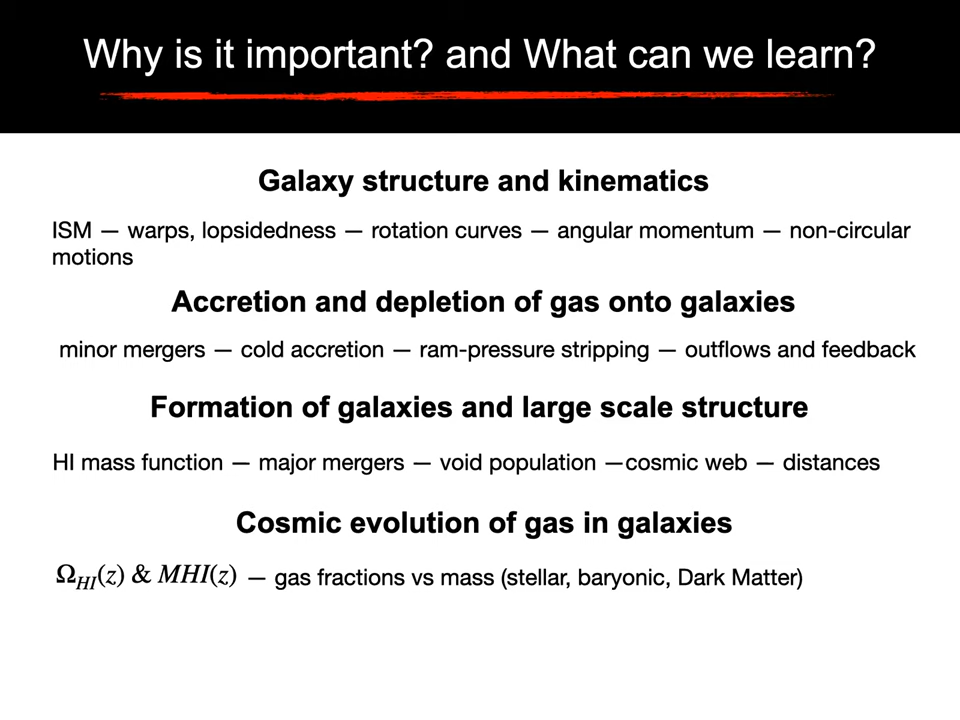 Why is it important? and What can we learn?
Galaxy structure and kinematics
ISM — warps, lopsidedness — rotation curves — angular momentum — non-circular
motions
Accretion and depletion of gas onto galaxies
minor mergers — cold accretion — ram-pressure stripping — outflows and feedback
Formation of galaxies and large scale structure
HI mass function — major mergers — void population —cosmic web — distances
Cosmic evolution of gas in galaxies
Ω_HI(z) & MHI(z) — gas fractions vs mass (stellar, baryonic, Dark Matter)